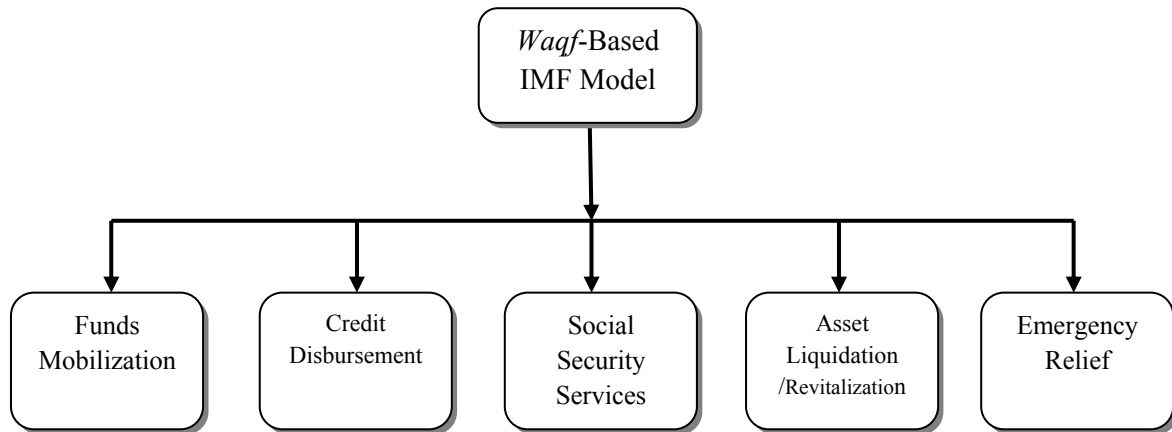 Waqf-Based
IMF Model
Funds
Mobilization
Credit
Disbursement
Social
Security
Services
Asset
Liquidation
/Revitalization
Emergency
Relief